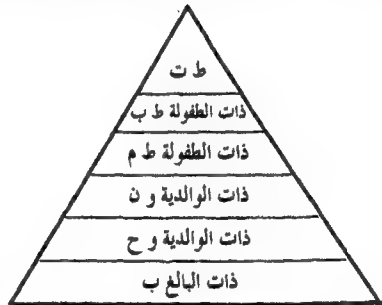 ط ت
ذات الطفولة ط ب
ذات الطفولة ط م
ذات الوالدية و ن
ذات الوالدية و ح
ذات البالغ ب